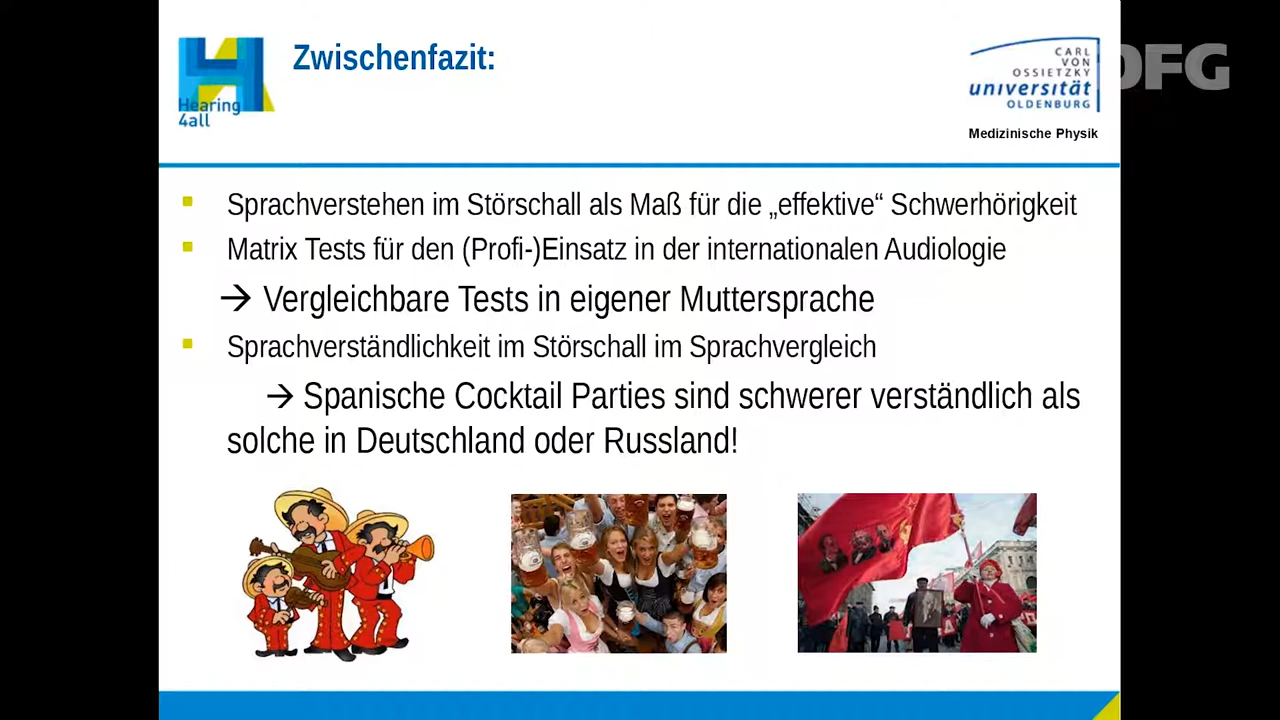 Zwischenfazit:
Hearing
4all
CARL
VON
OSSIETZKY
universität
OLDENBURG
DFG
Medizinische Physik
Sprachverstehen im Störschall als Maß für die „effektive“ Schwerhörigkeit
Matrix Tests für den (Profi-)Einsatz in der internationalen Audiologie
→ Vergleichbare Tests in eigener Muttersprache
Sprachverständlichkeit im Störschall im Sprachvergleich
→ Spanische Cocktail Parties sind schwerer verständlich als
solche in Deutschland oder Russland!